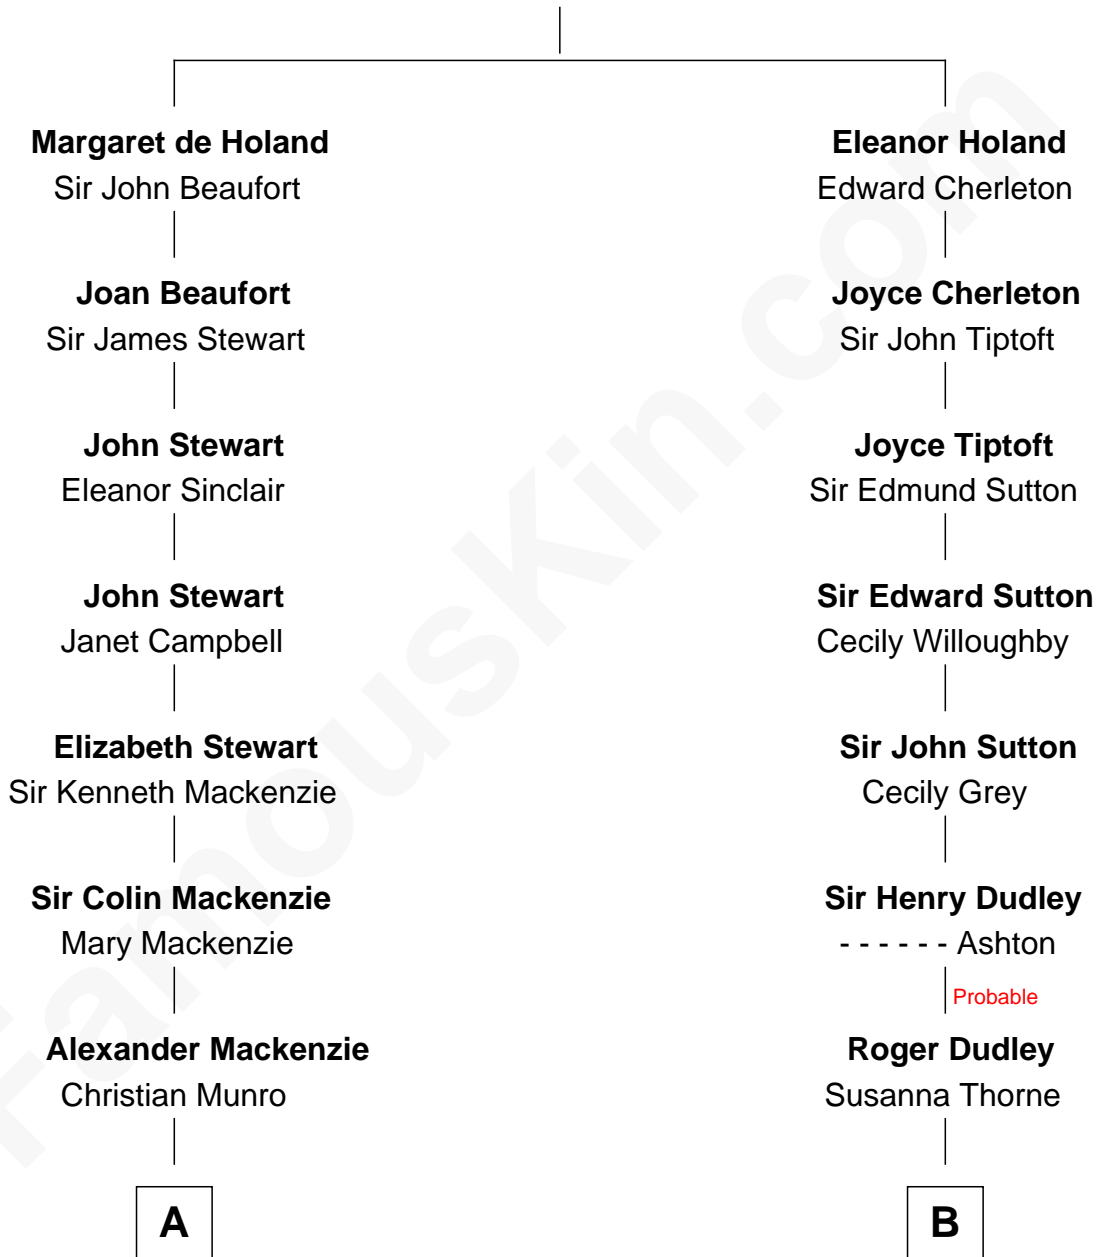 Margaret de Holand
Sir John Beaufort
Joan Beaufort
Sir James Stewart
John Stewart
Eleanor Sinclair
John Stewart
Janet Campbell
Elizabeth Stewart
Sir Kenneth Mackenzie
Sir Colin Mackenzie
Mary Mackenzie
Alexander Mackenzie
Christian Munro
A
Eleanor Holand
Edward Cherleton
Joyce Cherleton
Sir John Tiptoft
Joyce Tiptoft
Sir Edmund Sutton
Sir Edward Sutton
Cecily Willoughby
Sir John Sutton
Cecily Grey
Sir Henry Dudley
- - - - - - Ashton
Probable
Roger Dudley
Susanna Thorne
B
FamousKin.com